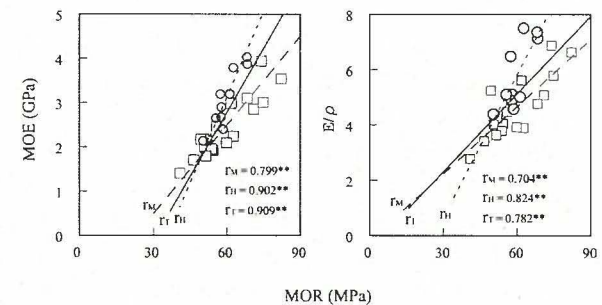 5
4
3
2
1
0
MOE (GPa)
rM = 0.799**
rH = 0.902**
rT = 0.909**
rM
rT
rH
0 30 60 90
8
6
4
2
0
E/ρ
rM = 0.704**
rH = 0.824**
rT = 0.782**
rM
rT
rH
0 30 60 90
MOR (MPa)